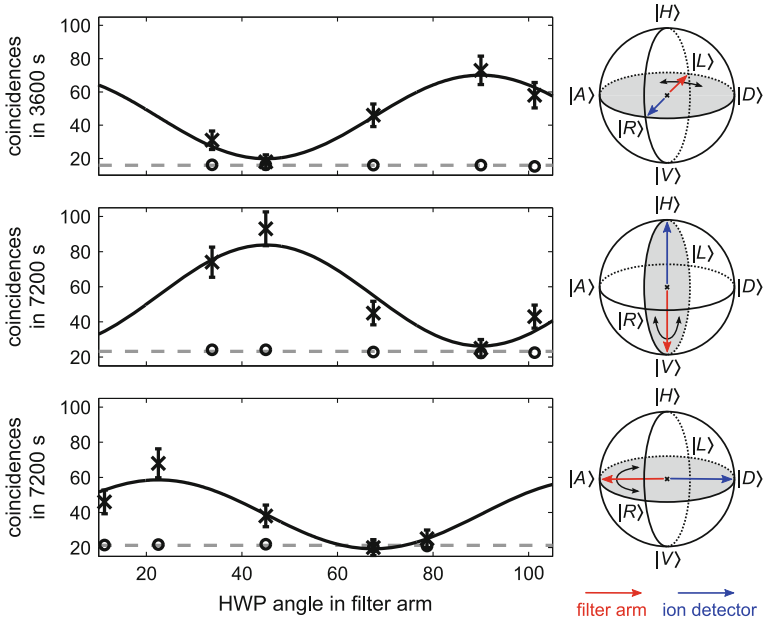 coincidences
in 3600 s
100
80
60
40
20
|H⟩
|L⟩
|A⟩
|D⟩
|R⟩
|V⟩
coincidences
in 7200 s
100
80
60
40
20
|H⟩
|L⟩
|A⟩
|D⟩
|R⟩
|V⟩
coincidences
in 7200 s
100
80
60
40
20
|H⟩
|L⟩
|A⟩
|D⟩
|R⟩
|V⟩
20 40 60 80 100
HWP angle in filter arm
filter arm ion detector